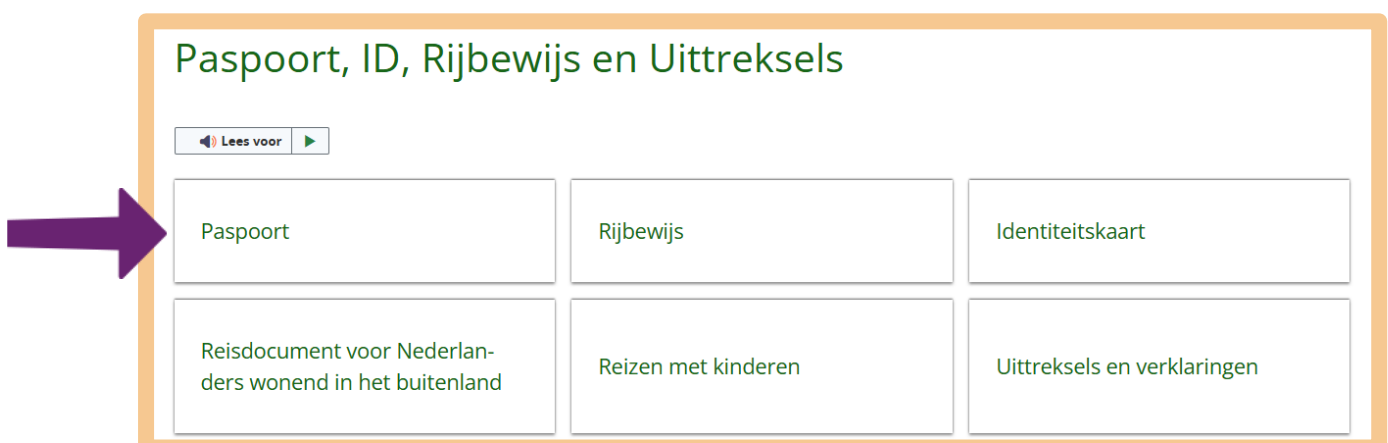 Paspoort, ID, Rijbewijs en Uittreksels
Lees voor
Paspoort
Rijbewijs
Identiteitskaart
Reisdocument voor Nederlan-
ders wonend in het buitenland
Reizen met kinderen
Uittreksels en verklaringen